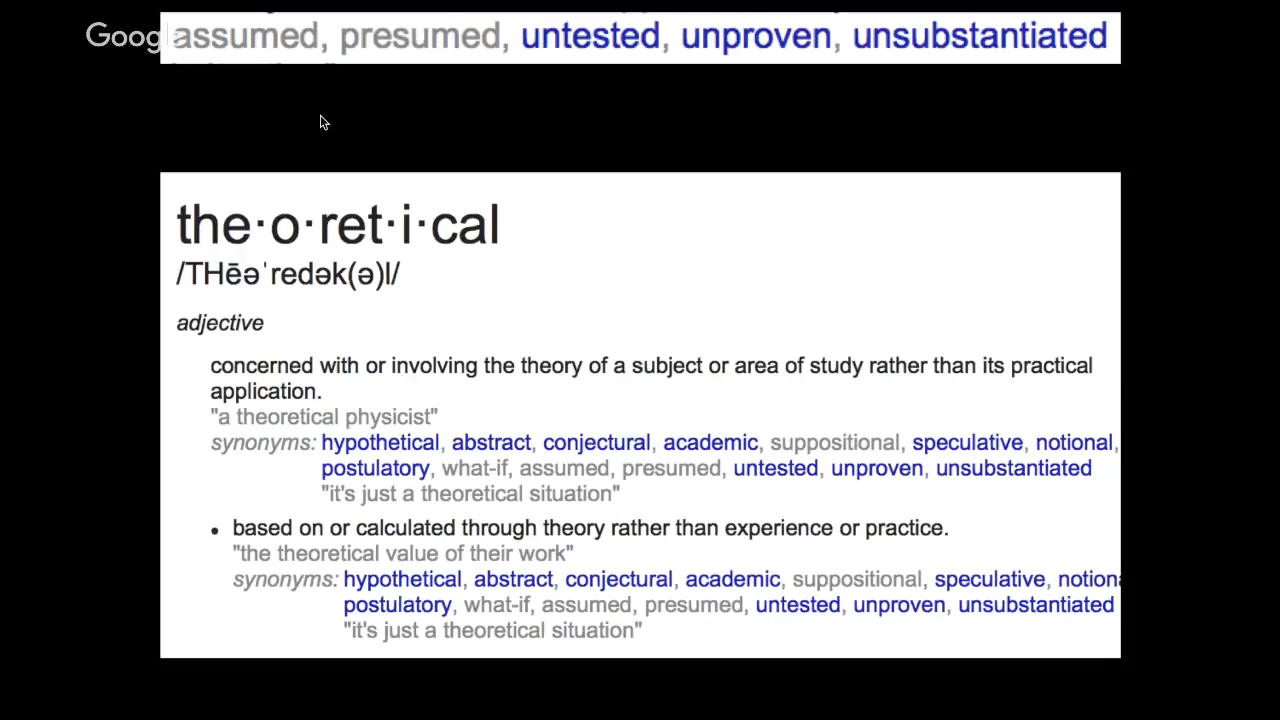 Google
assumed, presumed, untested, unproven, unsubstantiated
the·o·ret·i·cal
/THēəˈredək(ə)l/
adjective
concerned with or involving the theory of a subject or area of study rather than its practical
application.
"a theoretical physicist"
synonyms: hypothetical, abstract, conjectural, academic, suppositional, speculative, notional,
postulatory, what-if, assumed, presumed, untested, unproven, unsubstantiated
"it's just a theoretical situation"
• based on or calculated through theory rather than experience or practice.
"the theoretical value of their work"
synonyms: hypothetical, abstract, conjectural, academic, suppositional, speculative, notiona
postulatory, what-if, assumed, presumed, untested, unproven, unsubstantiated
"it's just a theoretical situation"